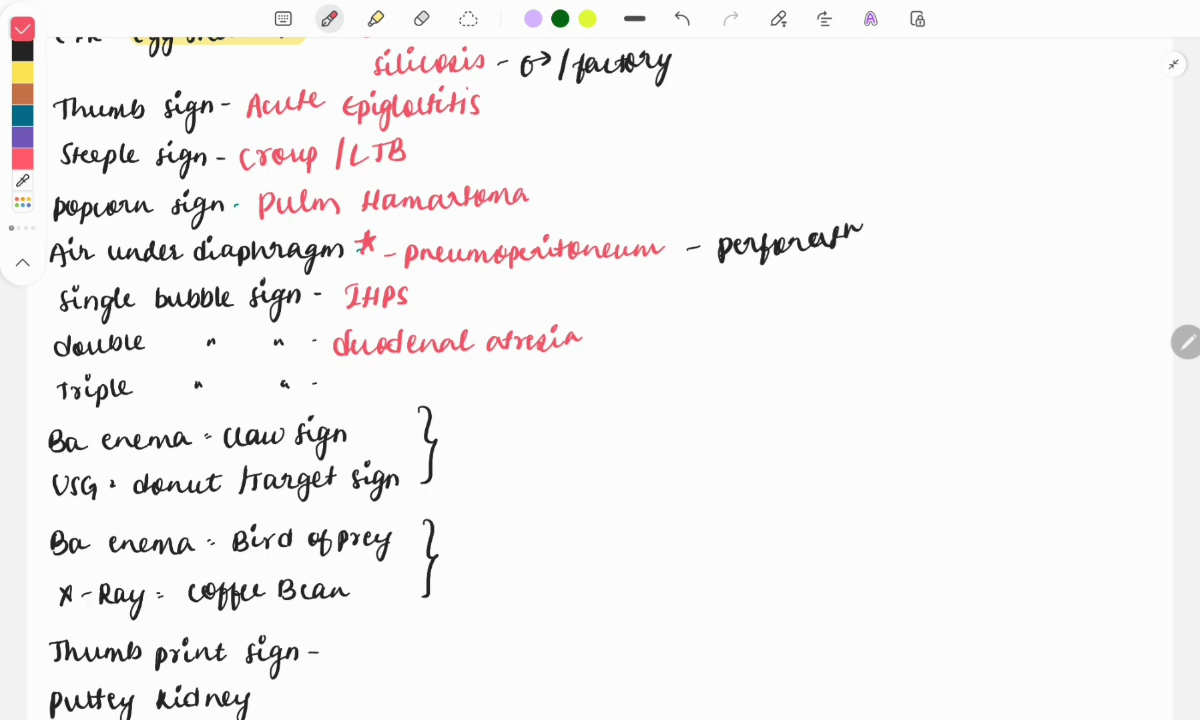 silicosis - ♂ / factory
Thumb sign - Acute Epiglottitis
Steeple sign - croup / LTB
popcorn sign - Pulm Hamartoma
Air under diaphragm * - pneumoperitoneum - perforatn
single bubble sign - IHPS
double " " - duodenal atresia
Triple " " -
Ba enema = claw sign
USG = donut / target sign
Ba enema = Bird of prey
X-Ray = coffee Bean
Thumb print sign -
puttey kidney